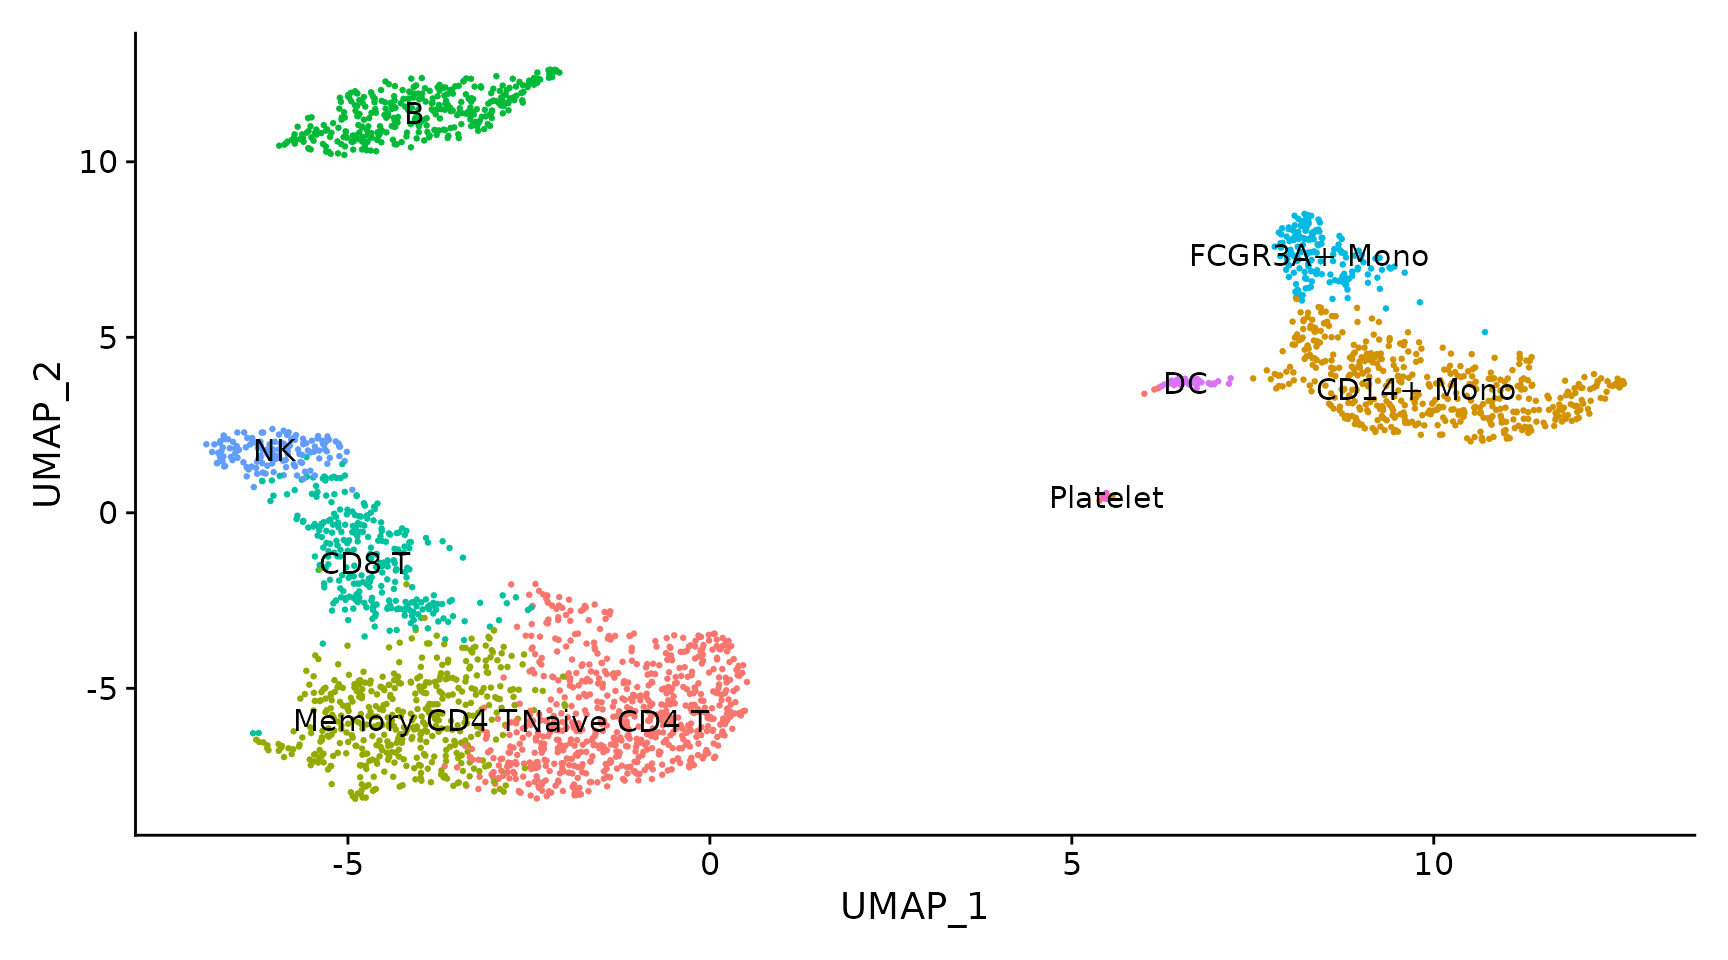 B
10
FCGR3A+ Mono
5
DC
CD14+ Mono
UMAP_2
NK
Platelet
0
CD8 T
-5
Memory CD4 T
Naive CD4 T
-5
0
5
10
UMAP_1